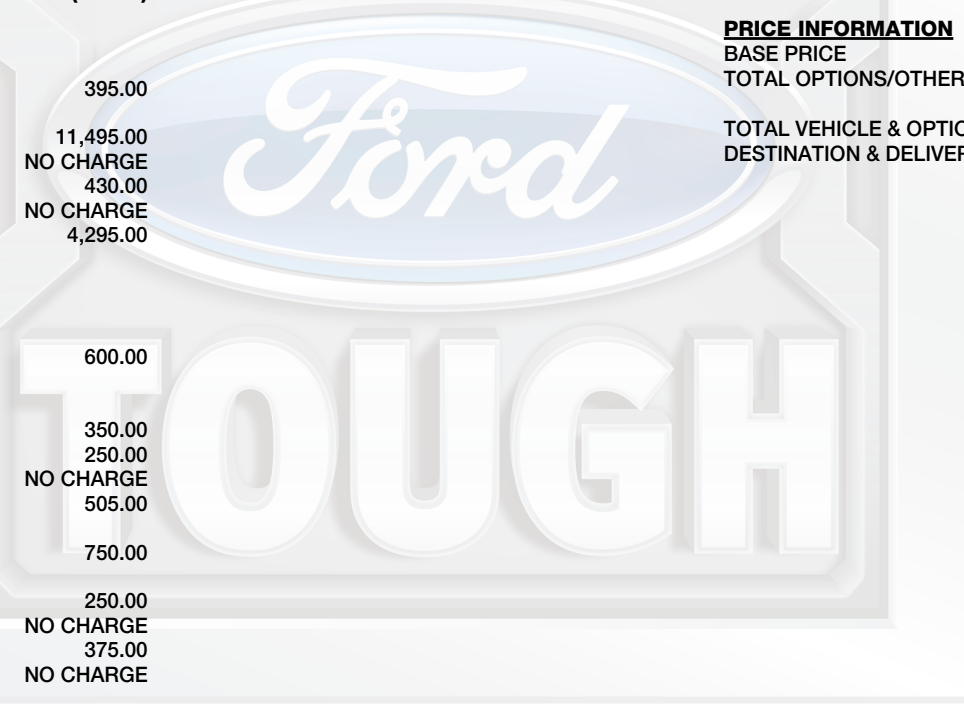 395.00
11,495.00
NO CHARGE
430.00
NO CHARGE
4,295.00
600.00
350.00
250.00
NO CHARGE
505.00
750.00
250.00
NO CHARGE
375.00
NO CHARGE
PRICE INFORMATION
BASE PRICE
TOTAL OPTIONS/OTHER
TOTAL VEHICLE &
DESTINATION &
Ford
TOUGH